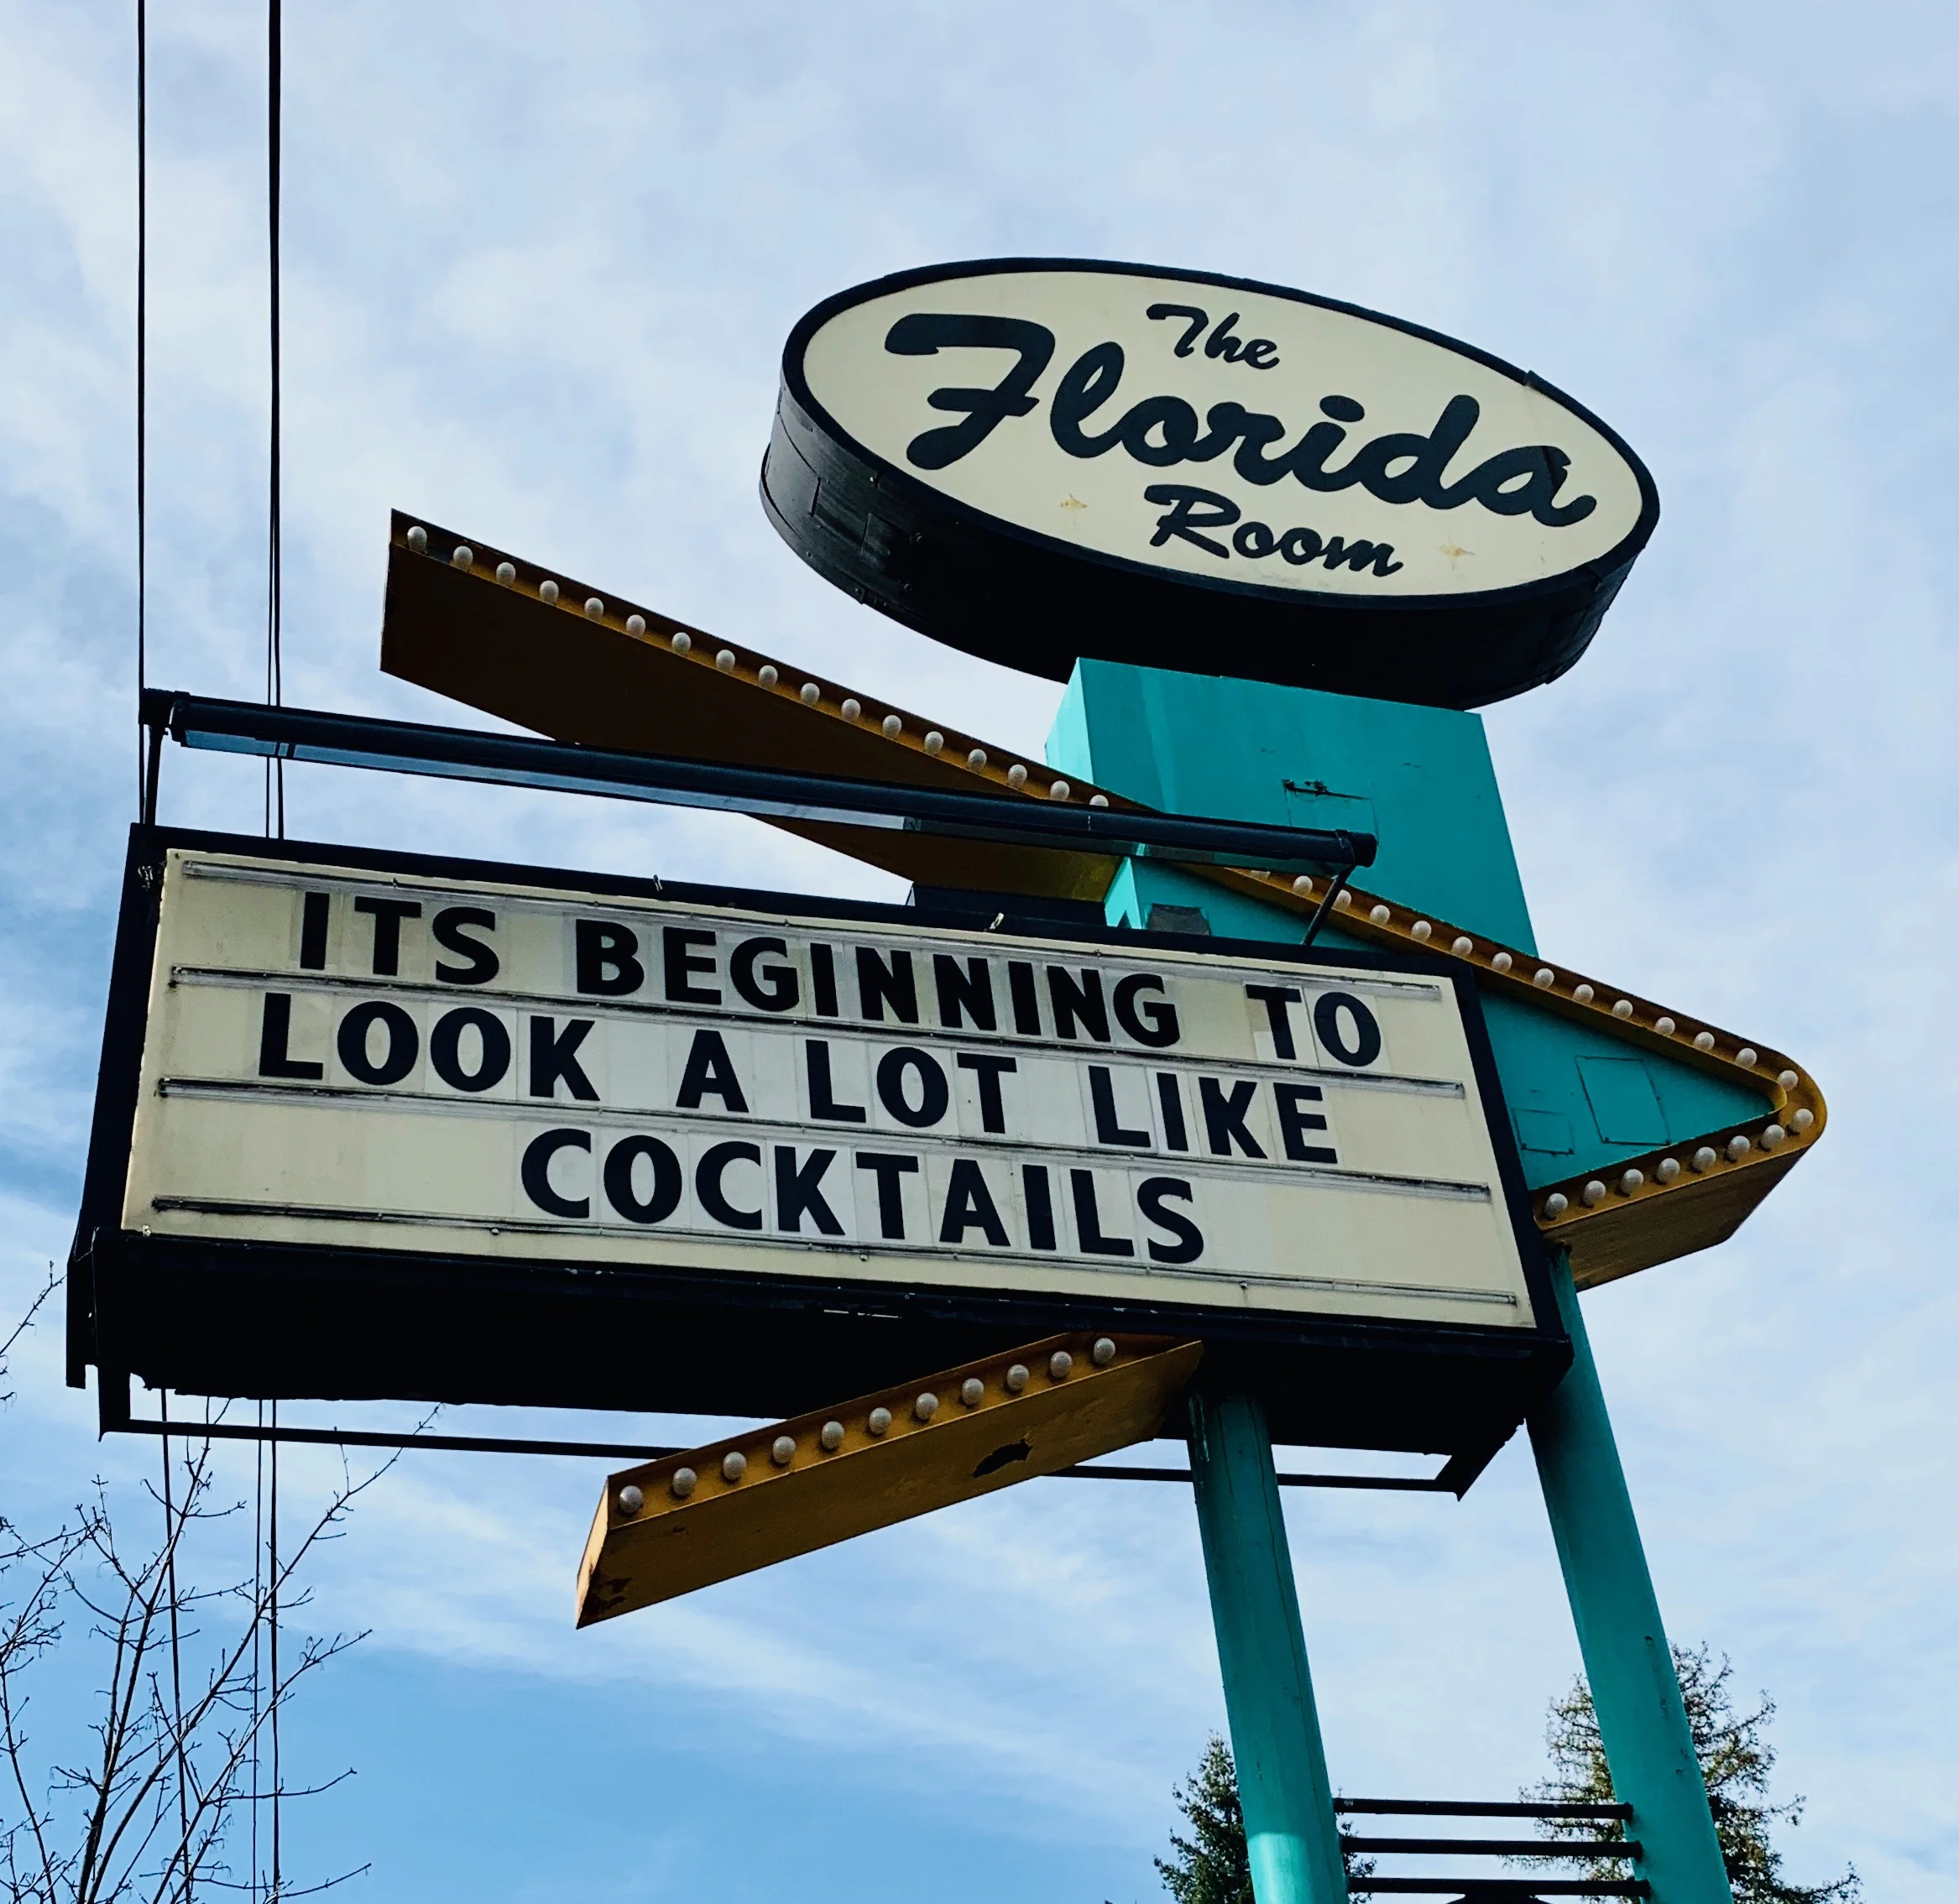 The
Florida
Room
ITS BEGINNING TO
LOOK A LOT LIKE
COCKTAILS